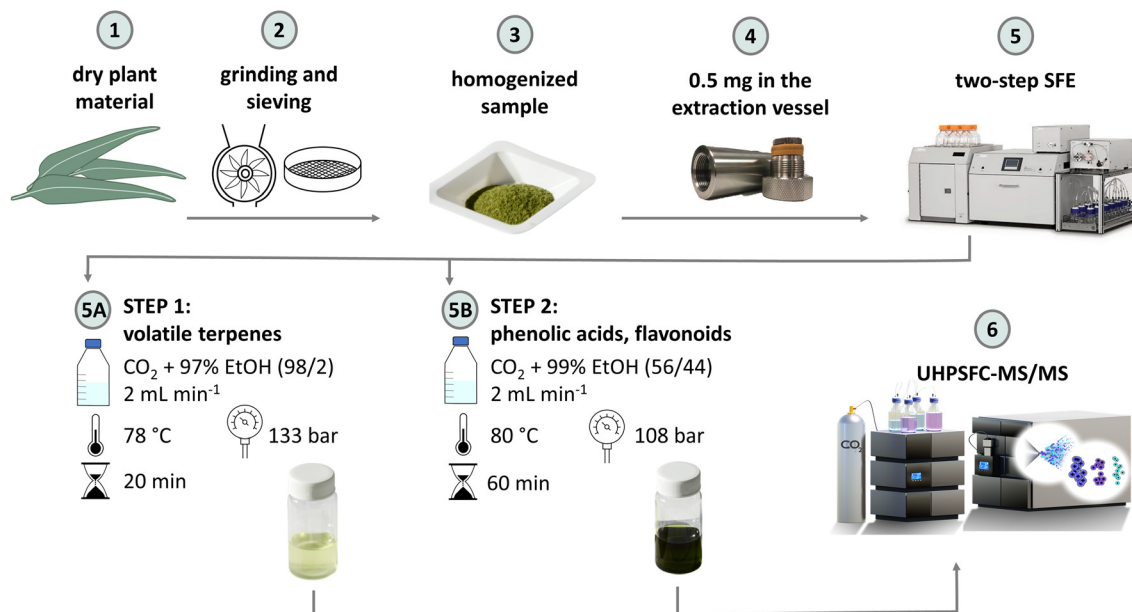 1
dry plant
material
2
grinding and
sieving
3
homogenized
sample
4
0.5 mg in the
extraction vessel
5
two-step SFE
5A
STEP 1:
volatile terpenes
CO₂ + 97% EtOH (98/2)
2 mL min⁻¹
78 °C
133 bar
20 min
5B
STEP 2:
phenolic acids, flavonoids
CO₂ + 99% EtOH (56/44)
2 mL min⁻¹
80 °C
108 bar
60 min
6
UHPSFC-MS/MS
CO₂